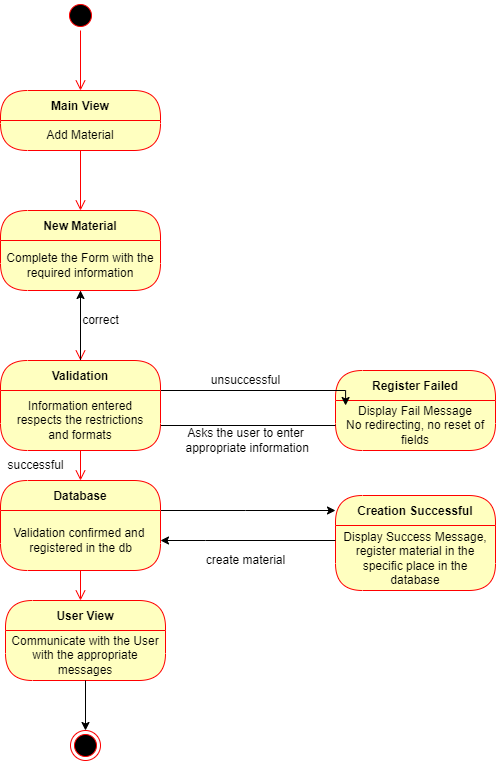 Main View
Add Material
New Material
Complete the Form with the
required information
correct
Validation
Information entered
respects the restrictions
and formats
unsuccessful
Register Failed
Display Fail Message
No redirecting, no reset of
fields
Asks the user to enter
appropriate information
successful
Database
Validation confirmed and
registered in the db
Creation Successful
Display Success Message,
register material in the
specific place in the
database
create material
User View
Communicate with the User
with the appropriate
messages